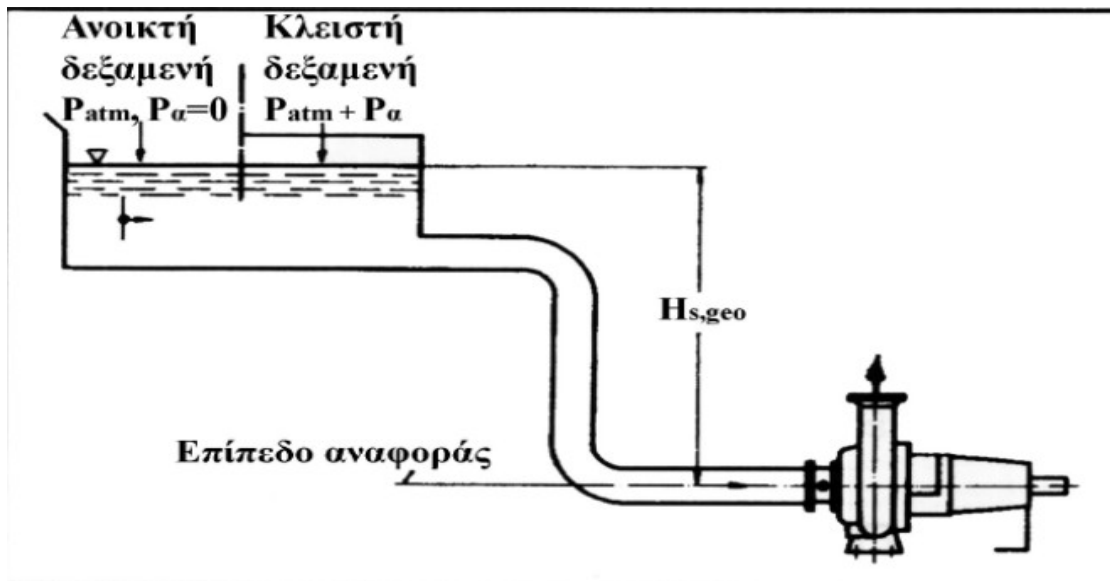 Ανοικτή
δεξαμενή
Patm, Pα=0
Κλειστή
δεξαμενή
Patm + Pα
Hs,geo
Επίπεδο αναφοράς